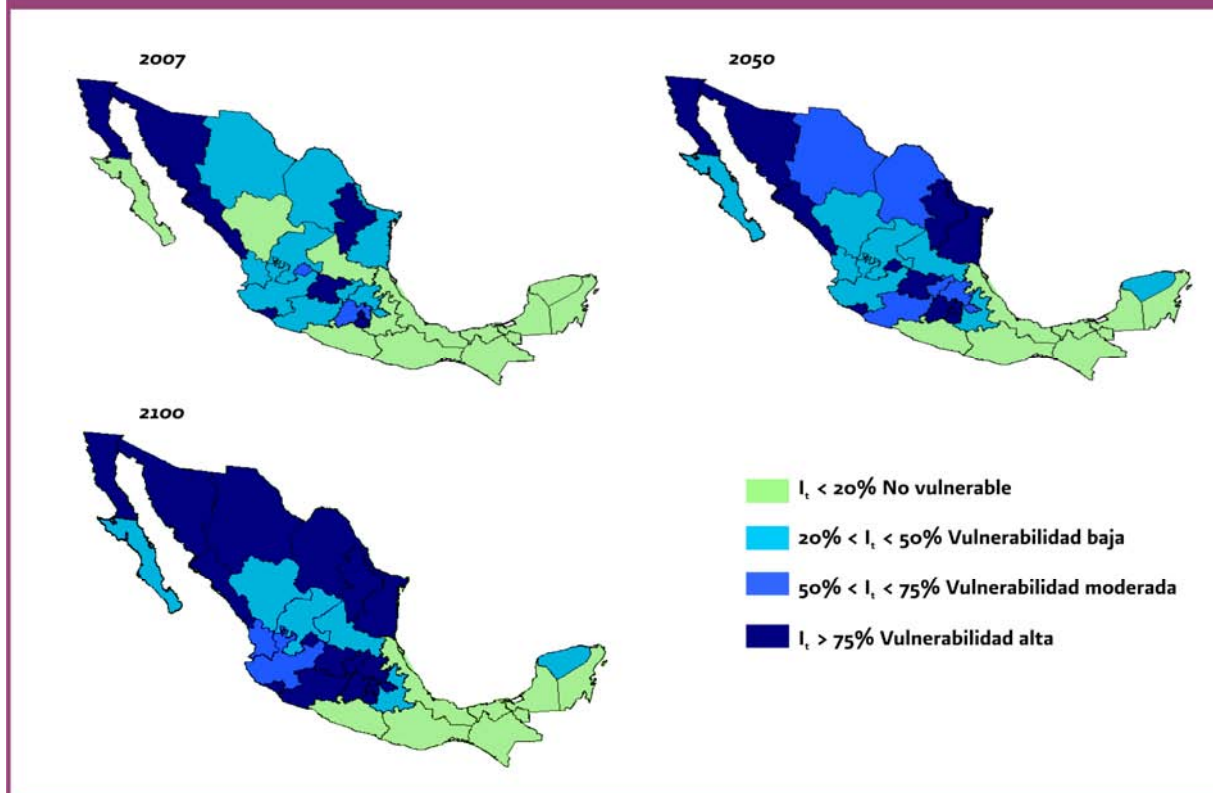 2007
2050
2100
Iₜ < 20% No vulnerable
20% < Iₜ < 50% Vulnerabilidad baja
50% < Iₜ < 75% Vulnerabilidad moderada
Iₜ > 75% Vulnerabilidad alta